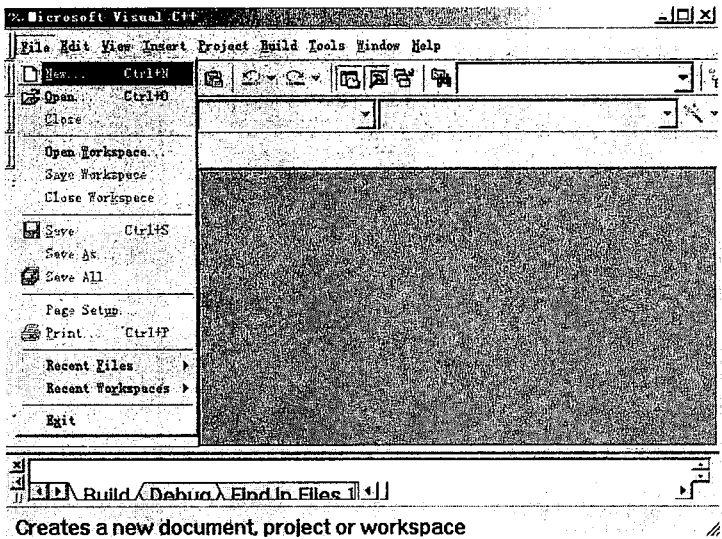 Microsoft Visual C++
File Edit View Insert Project Build Tools Window Help
New... Ctrl+N
Open... Ctrl+O
Close
Open Workspace...
Save Workspace
Close Workspace
Save Ctrl+S
Save As...
Save All
Page Setup...
Print... Ctrl+P
Recent Files
Recent Workspaces
Exit
Build Debug Find in Files 1
Creates a new document, project or workspace